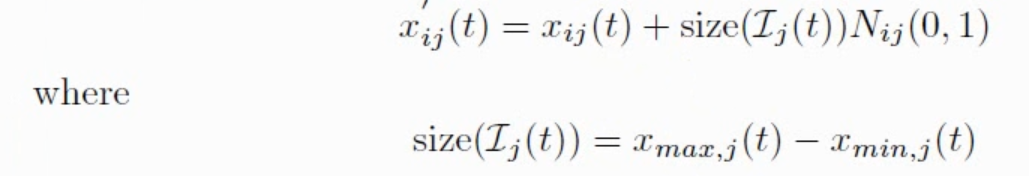 x'ij(t) = xij(t) + size(Ij(t))Nij(0, 1)
where
size(Ij(t)) = xmax,j(t) − xmin,j(t)